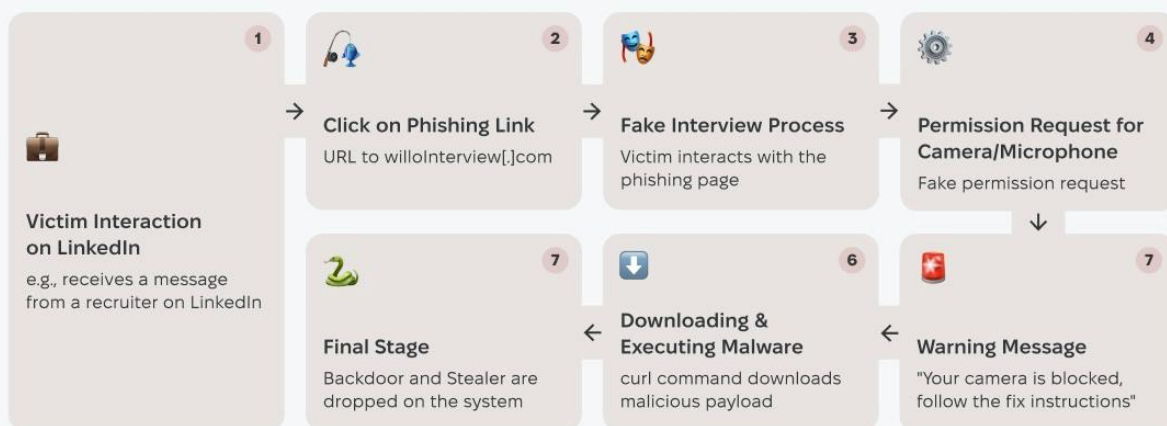 1
Victim Interaction
on LinkedIn
e.g., receives a message
from a recruiter on LinkedIn
2
Click on Phishing Link
URL to willoInterview[.]com
3
Fake Interview Process
Victim interacts with the
phishing page
4
Permission Request for
Camera/Microphone
Fake permission request
7
Warning Message
"Your camera is blocked,
follow the fix instructions"
6
Downloading &
Executing Malware
curl command downloads
malicious payload
7
Final Stage
Backdoor and Stealer are
dropped on the system